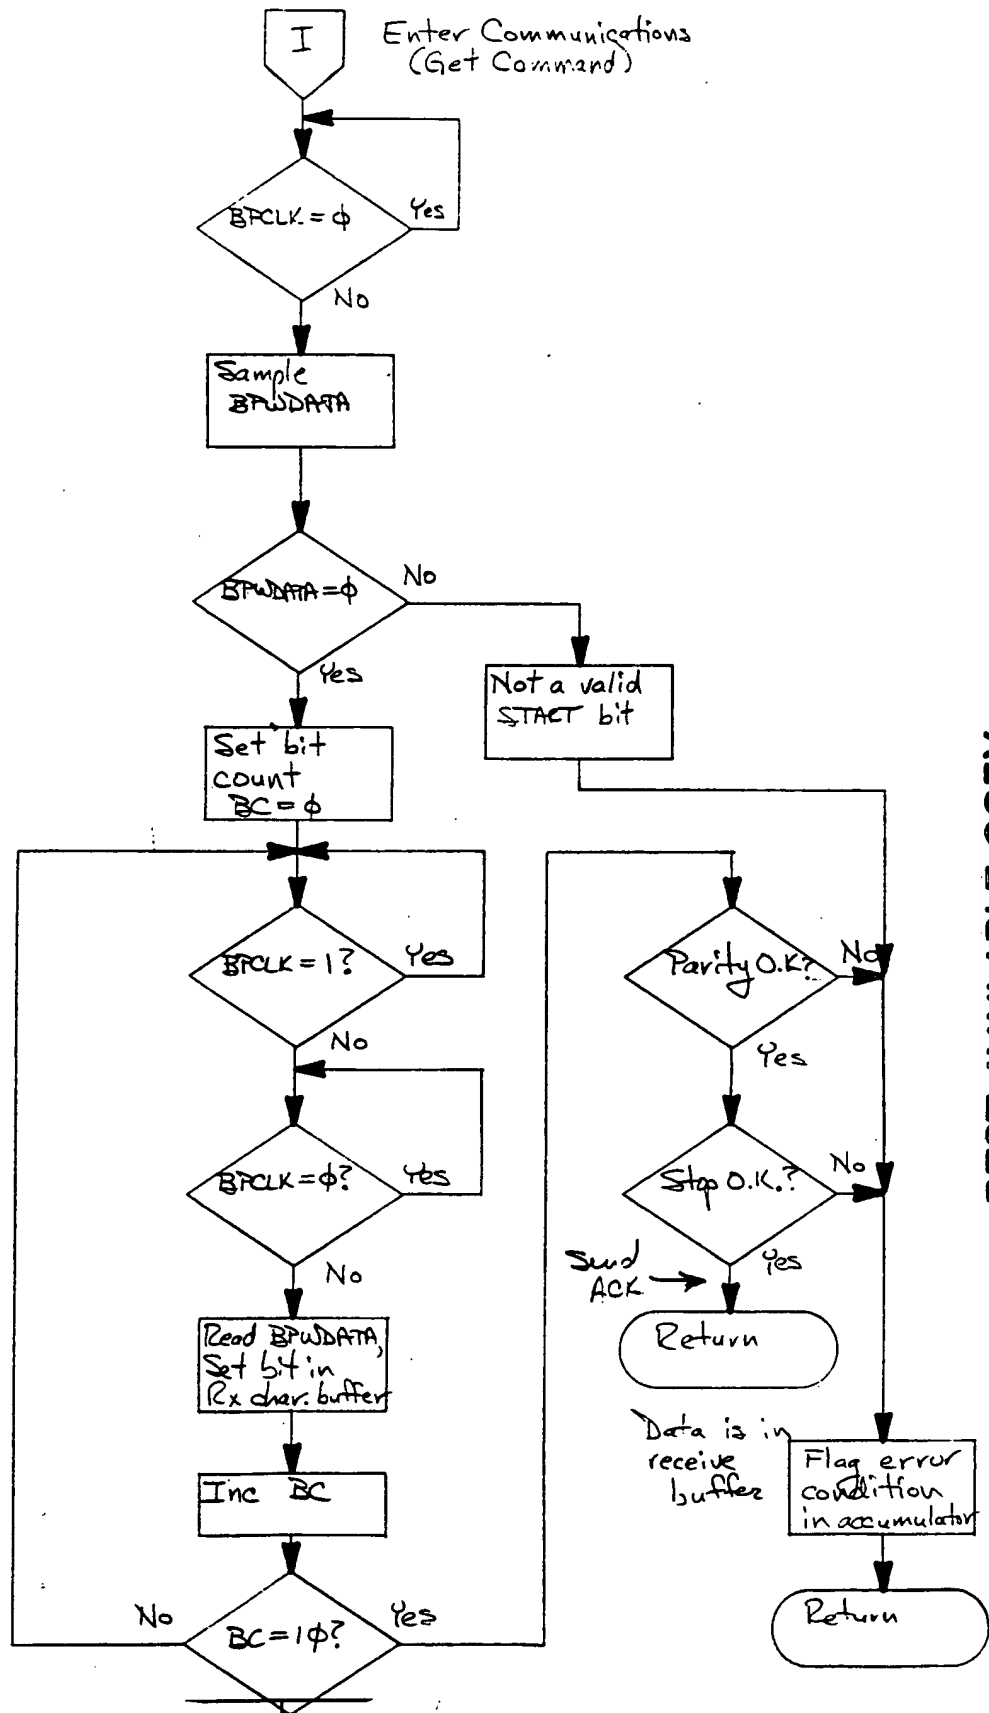 I
Enter Communications
(Get Command)
BPCLK = ϕ
Yes
No
Sample
BPWDATA
BPWDATA = ϕ
No
Yes
Not a valid
START bit
Set bit
count
BC = ϕ
BPCLK = 1?
Yes
No
Parity O.K?
No
Yes
BPCLK = ϕ?
Yes
No
Stop O.K.?
No
Yes
Send
ACK
Return
Read BPWDATA,
Set bit in
Rx char. buffer
Data is in
receive
buffer
Flag error
condition
in accumulator
Inc BC
BC = 1ϕ?
No
Yes
Return